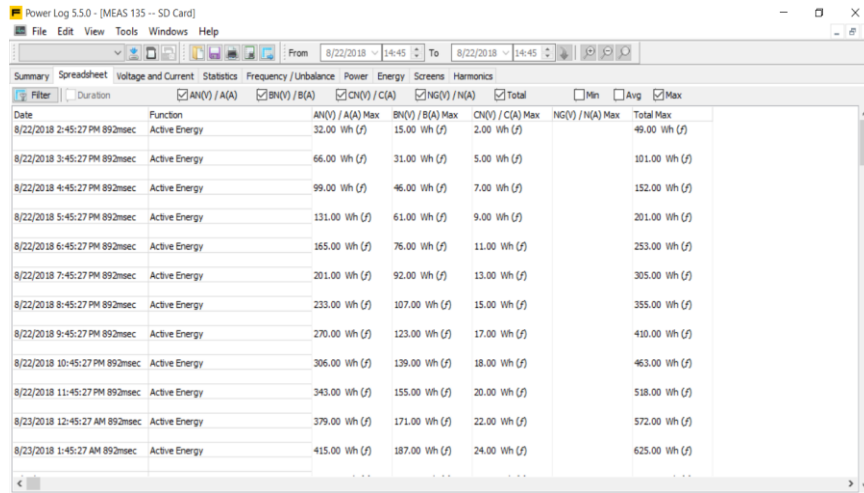 Power Log 5.5.0 - [MEAS 135 -- SD Card]
File Edit View Tools Windows Help
From 8/22/2018 14:45 To 8/22/2018 14:45
Summary Spreadsheet Voltage and Current Statistics Frequency / Unbalance Power Energy Screens Harmonics
Filter Duration AN(V) / A(A) BN(V) / B(A) CN(V) / C(A) NG(V) / N(A) Total Min Avg Max
Date Function AN(V) / A(A) Max BN(V) / B(A) Max CN(V) / C(A) Max NG(V) / N(A) Max Total Max
8/22/2018 2:45:27 PM 892msec Active Energy 32.00 Wh (f) 15.00 Wh (f) 2.00 Wh (f) 49.00 Wh (f)
8/22/2018 3:45:27 PM 892msec Active Energy 66.00 Wh (f) 31.00 Wh (f) 5.00 Wh (f) 101.00 Wh (f)
8/22/2018 4:45:27 PM 892msec Active Energy 99.00 Wh (f) 46.00 Wh (f) 7.00 Wh (f) 152.00 Wh (f)
8/22/2018 5:45:27 PM 892msec Active Energy 131.00 Wh (f) 61.00 Wh (f) 9.00 Wh (f) 201.00 Wh (f)
8/22/2018 6:45:27 PM 892msec Active Energy 165.00 Wh (f) 76.00 Wh (f) 11.00 Wh (f) 253.00 Wh (f)
8/22/2018 7:45:27 PM 892msec Active Energy 201.00 Wh (f) 92.00 Wh (f) 13.00 Wh (f) 305.00 Wh (f)
8/22/2018 8:45:27 PM 892msec Active Energy 233.00 Wh (f) 107.00 Wh (f) 15.00 Wh (f) 355.00 Wh (f)
8/22/2018 9:45:27 PM 892msec Active Energy 270.00 Wh (f) 123.00 Wh (f) 17.00 Wh (f) 410.00 Wh (f)
8/22/2018 10:45:27 PM 892msec Active Energy 306.00 Wh (f) 139.00 Wh (f) 18.00 Wh (f) 463.00 Wh (f)
8/22/2018 11:45:27 PM 892msec Active Energy 343.00 Wh (f) 155.00 Wh (f) 20.00 Wh (f) 518.00 Wh (f)
8/23/2018 12:45:27 AM 892msec Active Energy 379.00 Wh (f) 171.00 Wh (f) 22.00 Wh (f) 572.00 Wh (f)
8/23/2018 1:45:27 AM 892msec Active Energy 415.00 Wh (f) 187.00 Wh (f) 24.00 Wh (f) 625.00 Wh (f)